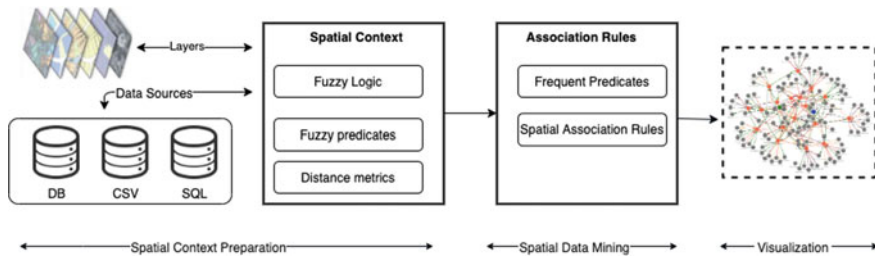 Layers
Data Sources
DB
CSV
SQL
Spatial Context
Fuzzy Logic
Fuzzy predicates
Distance metrics
Association Rules
Frequent Predicates
Spatial Association Rules
Spatial Context Preparation
Spatial Data Mining
Visualization